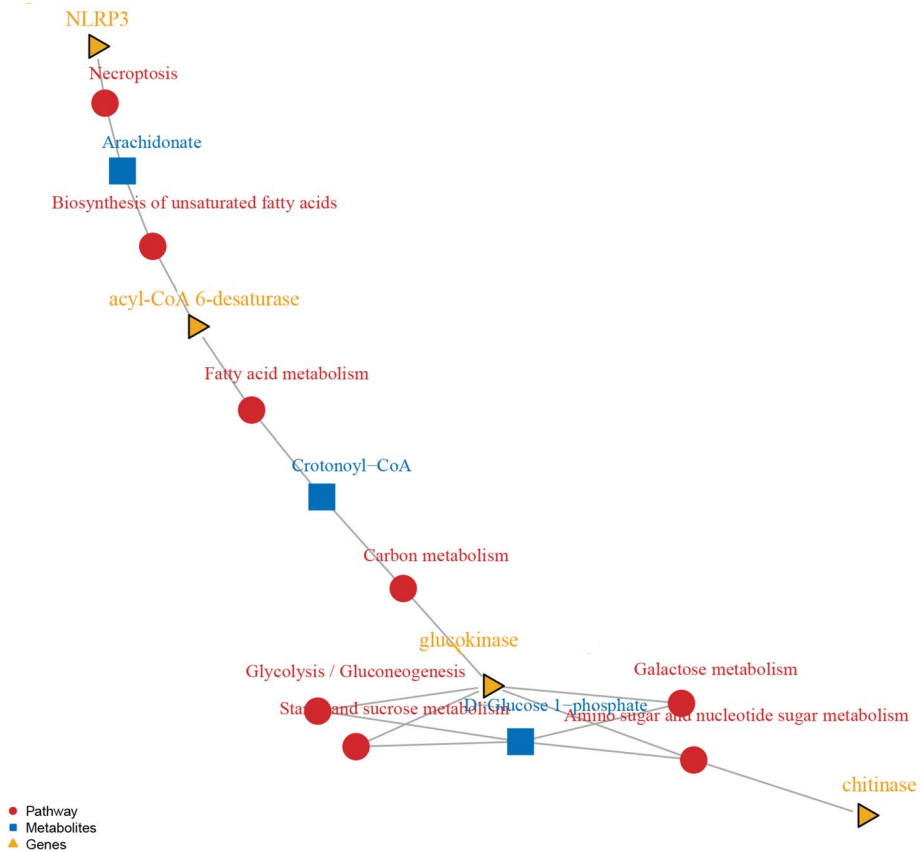 NLRP3
Necroptosis
Arachidonate
Biosynthesis of unsaturated fatty acids
acyl-CoA 6-desaturase
Fatty acid metabolism
Crotonoyl−CoA
Carbon metabolism
glucokinase
Glycolysis / Gluconeogenesis
Galactose metabolism
Starch and sucrose metabolism
D−Glucose 1−phosphate
Amino sugar and nucleotide sugar metabolism
chitinase
Pathway
Metabolites
Genes